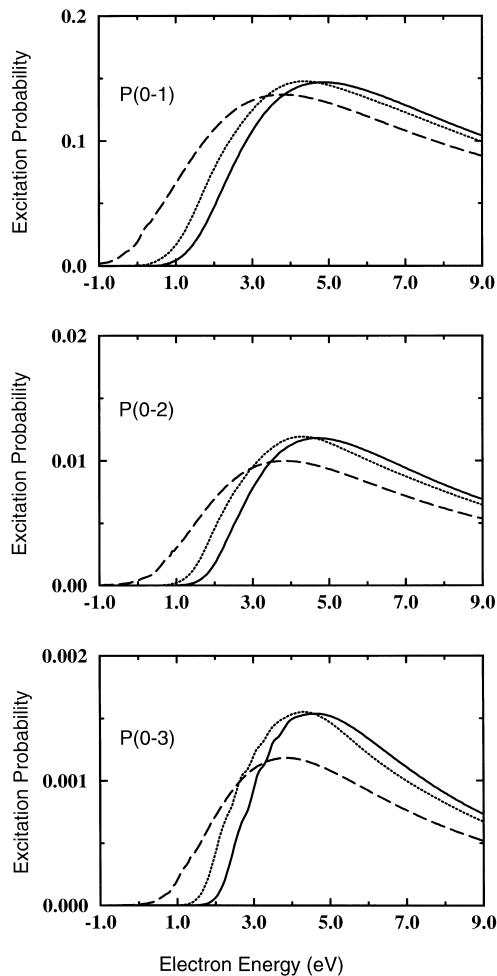 0.2
P(0-1)
0.1
Excitation Probability
0.0
-1.0 1.0 3.0 5.0 7.0 9.0
0.02
P(0-2)
0.01
Excitation Probability
0.00
-1.0 1.0 3.0 5.0 7.0 9.0
0.002
P(0-3)
0.001
Excitation Probability
0.000
-1.0 1.0 3.0 5.0 7.0 9.0
Electron Energy (eV)